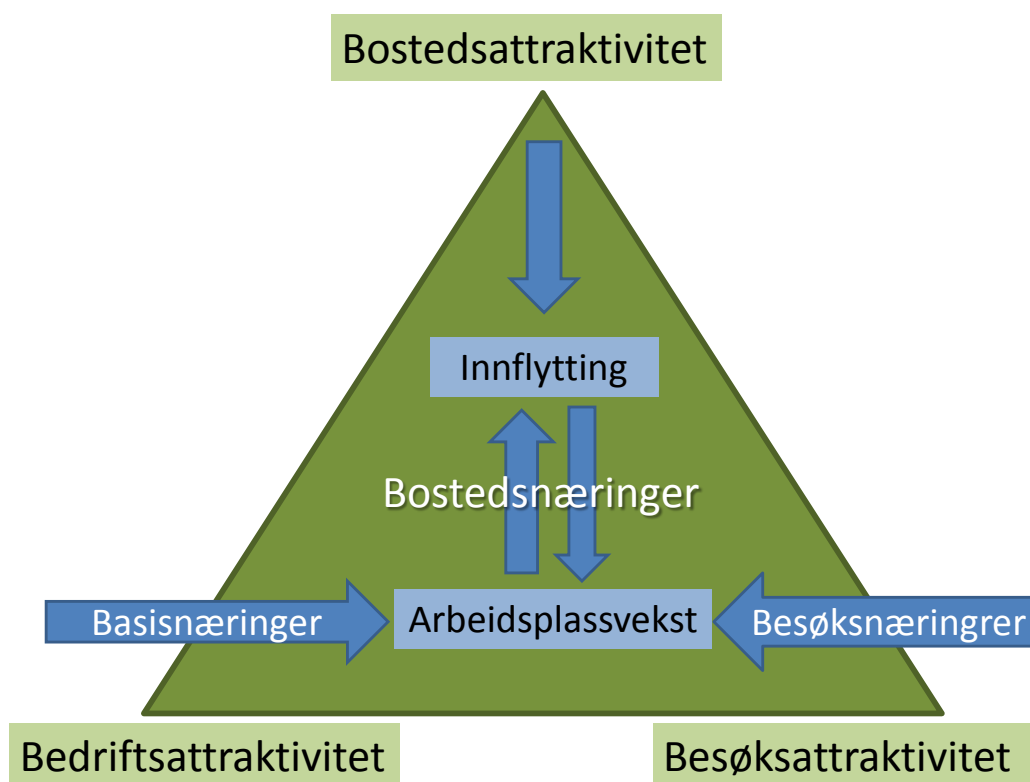 Bostedsattraktivitet
Innflytting
Bostedsnæringer
Basisnæringer
Arbeidsplassvekst
Besøksnæringrer
Bedriftsattraktivitet
Besøksattraktivitet